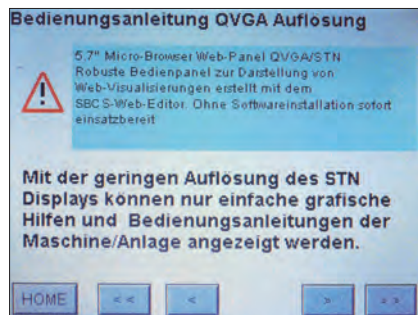 Bedienungsanleitung QVGA Auflösung
5,7" Micro-Browser Web-Panel QVGA/STN
Robuste Bedienpanel zur Darstellung von
Web-Visualisierungen erstellt mit dem
SBC S-Web-Editor. Ohne Softwareinstallation sofort
einsatzbereit
Mit der geringen Auflösung des STN
Displays können nur einfache grafische
Hilfen und Bedienungsanleitungen der
Maschine/Anlage angezeigt werden.
HOME << < > >>